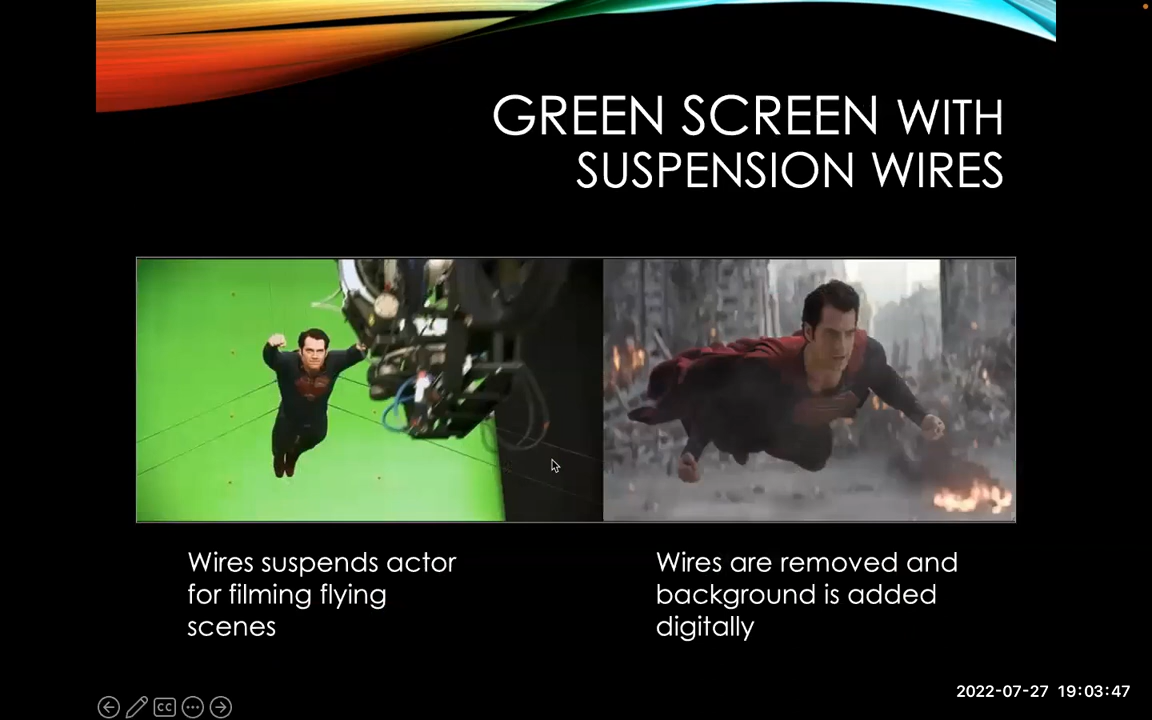 GREEN SCREEN WITH
SUSPENSION WIRES
Wires suspends actor
for filming flying
scenes
Wires are removed and
background is added
digitally
CC
2022-07-27 19:03:47